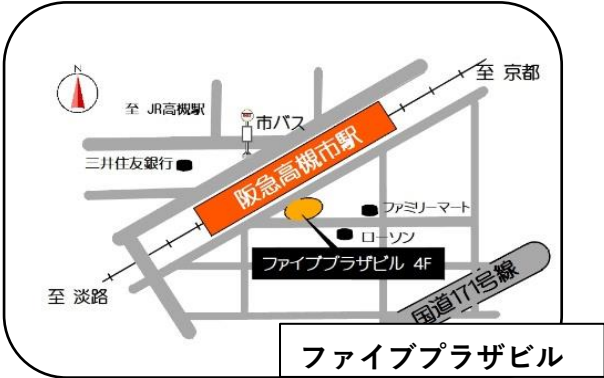 N
至 京都
至 JR高槻駅
市バス
三井住友銀行
阪急高槻市駅
ファミリーマート
ローソン
ファイブプラザビル 4F
至 淡路
国道171号線
ファイブプラザビル